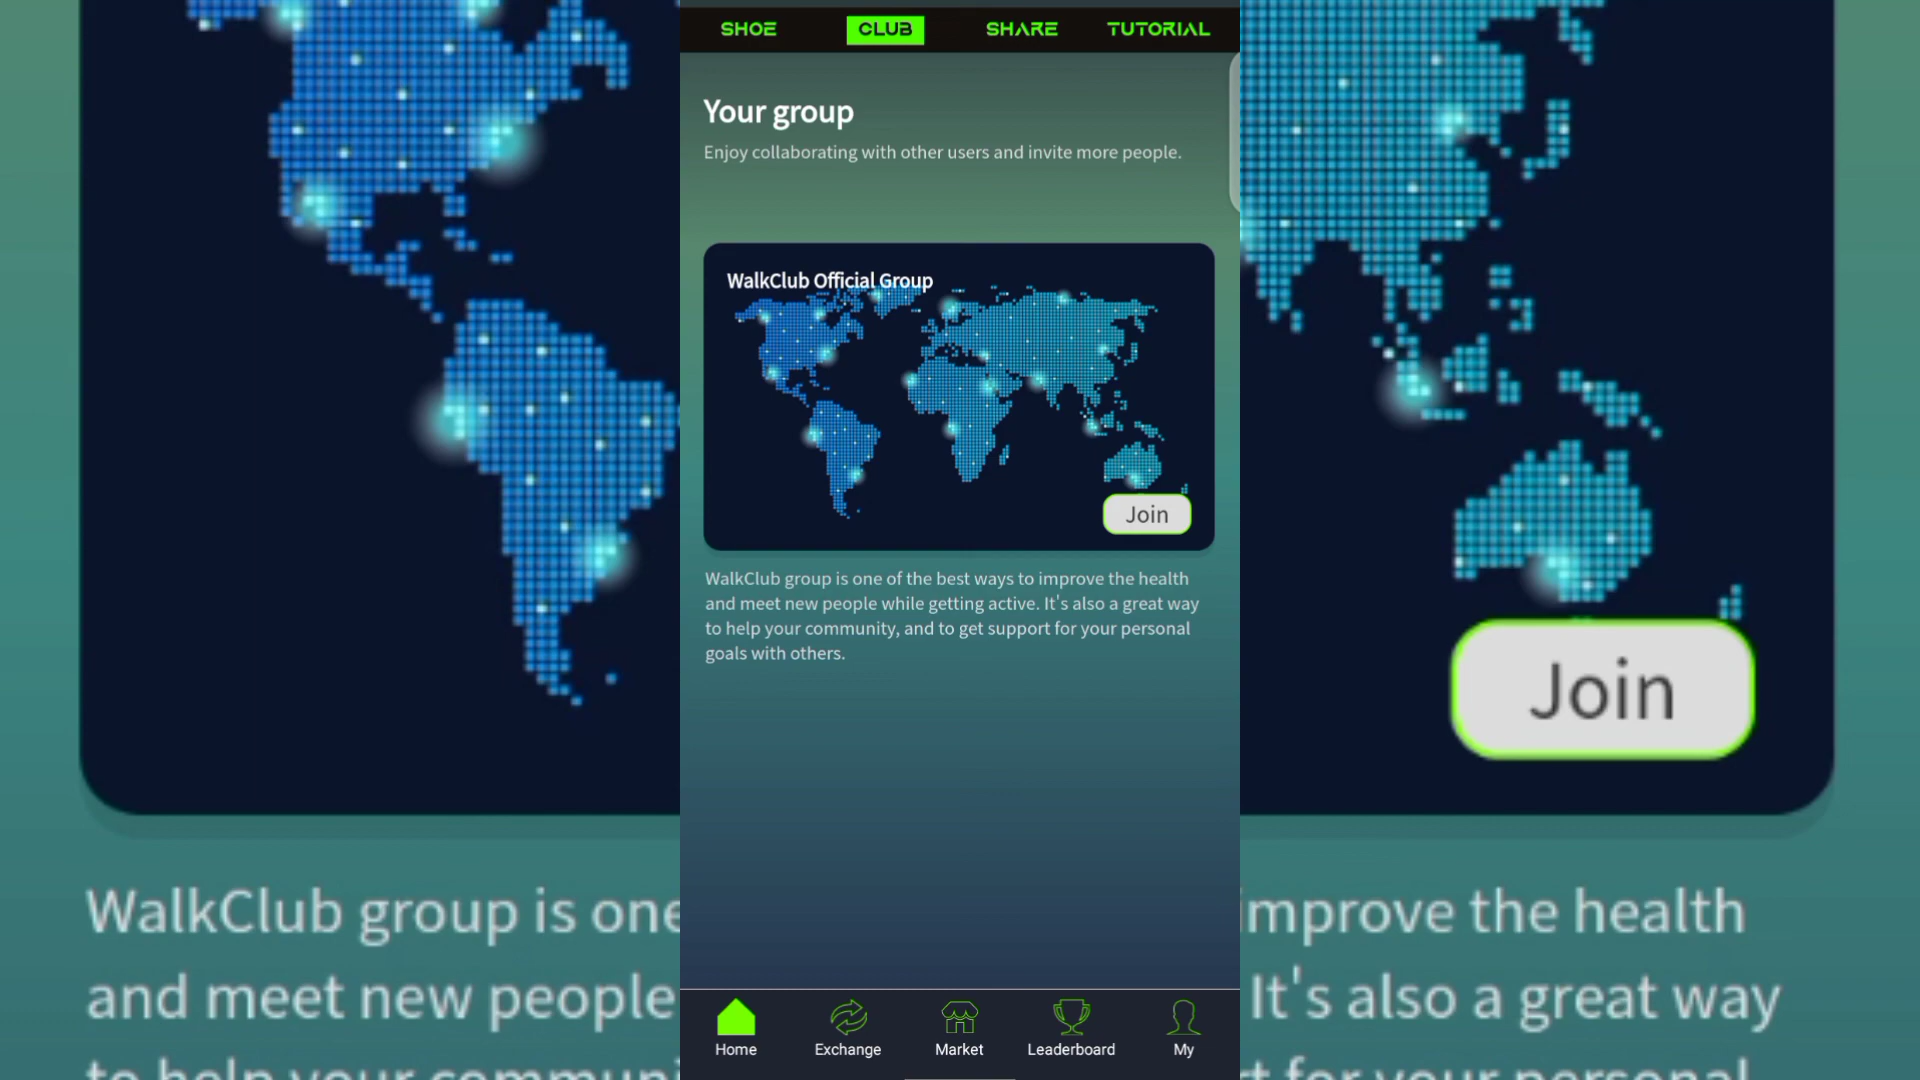 SHOE CLUB SHARE TUTORIAL
Your group
Enjoy collaborating with other users and invite more people.
WalkClub Official Group
Join
WalkClub group is one of the best ways to improve the health
and meet new people while getting active. It's also a great way
to help your community, and to get support for your personal
goals with others.
Home Exchange Market Leaderboard My
Join
WalkClub group is one improve the health
and meet new people It's also a great way